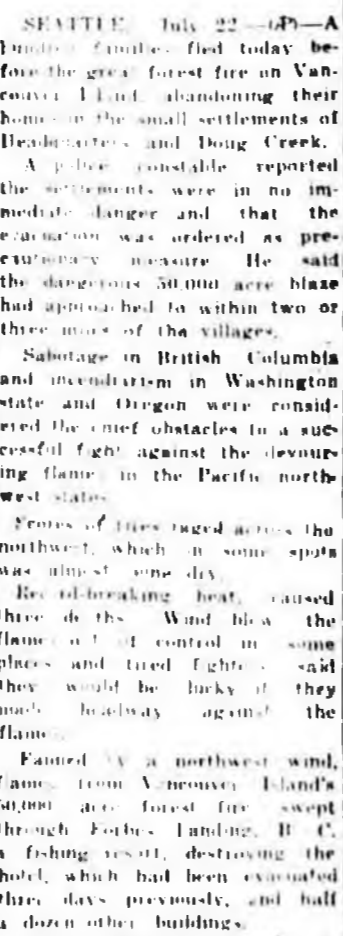 SEATTLE, July 22—(P)—A
hundred families fled today be-
fore the great forest fire on Van-
couver Island, abandoning their
homes in the small settlements of
Headquarters and Doug Creek.
A police constable reported
the settlements were in no im-
mediate danger and that the
evacuation was ordered as pre-
cautionary measure. He said
the dangerous 50,000 acre blaze
had approached to within two or
three miles of the villages.
Sabotage in British Columbia
and incendiarism in Washington
state and Oregon were consid-
ered the chief obstacles to a suc-
cessful fight against the devour-
ing flames in the Pacific north-
west states.
Scores of fires raged across the
northwest, which in some spots
was almost bone dry.
Record-breaking heat, caused
three deaths. Wind blew the
flames out of control in some
places and tired fighters said
they would be lucky if they
made headway against the
flames.
Fanned by a northwest wind,
flames from Vancouver Island's
50,000 acre forest fire swept
through Forbes Landing, B. C.
a fishing resort, destroying the
hotel, which had been evacuated
three days previously, and half
a dozen other buildings.